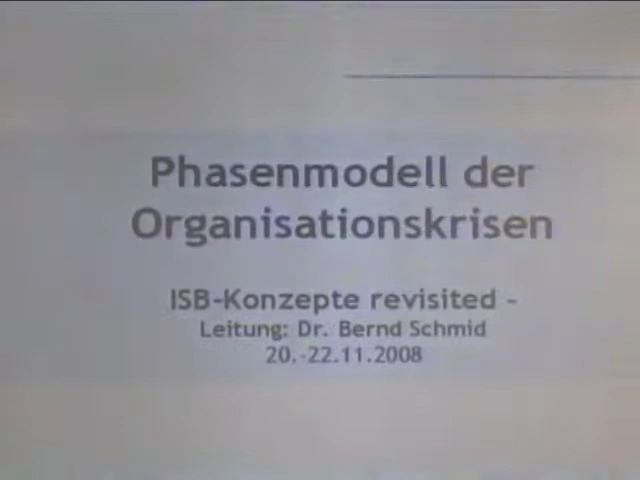 Phasenmodell der
Organisationskrisen
ISB-Konzepte revisited -
Leitung: Dr. Bernd Schmid
20.-22.11.2008